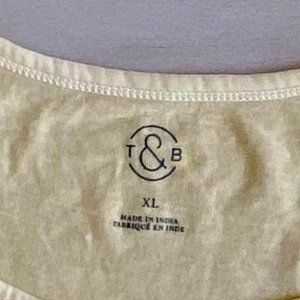 T & B
XL
MADE IN INDIA
FABRIQUÉ EN INDE